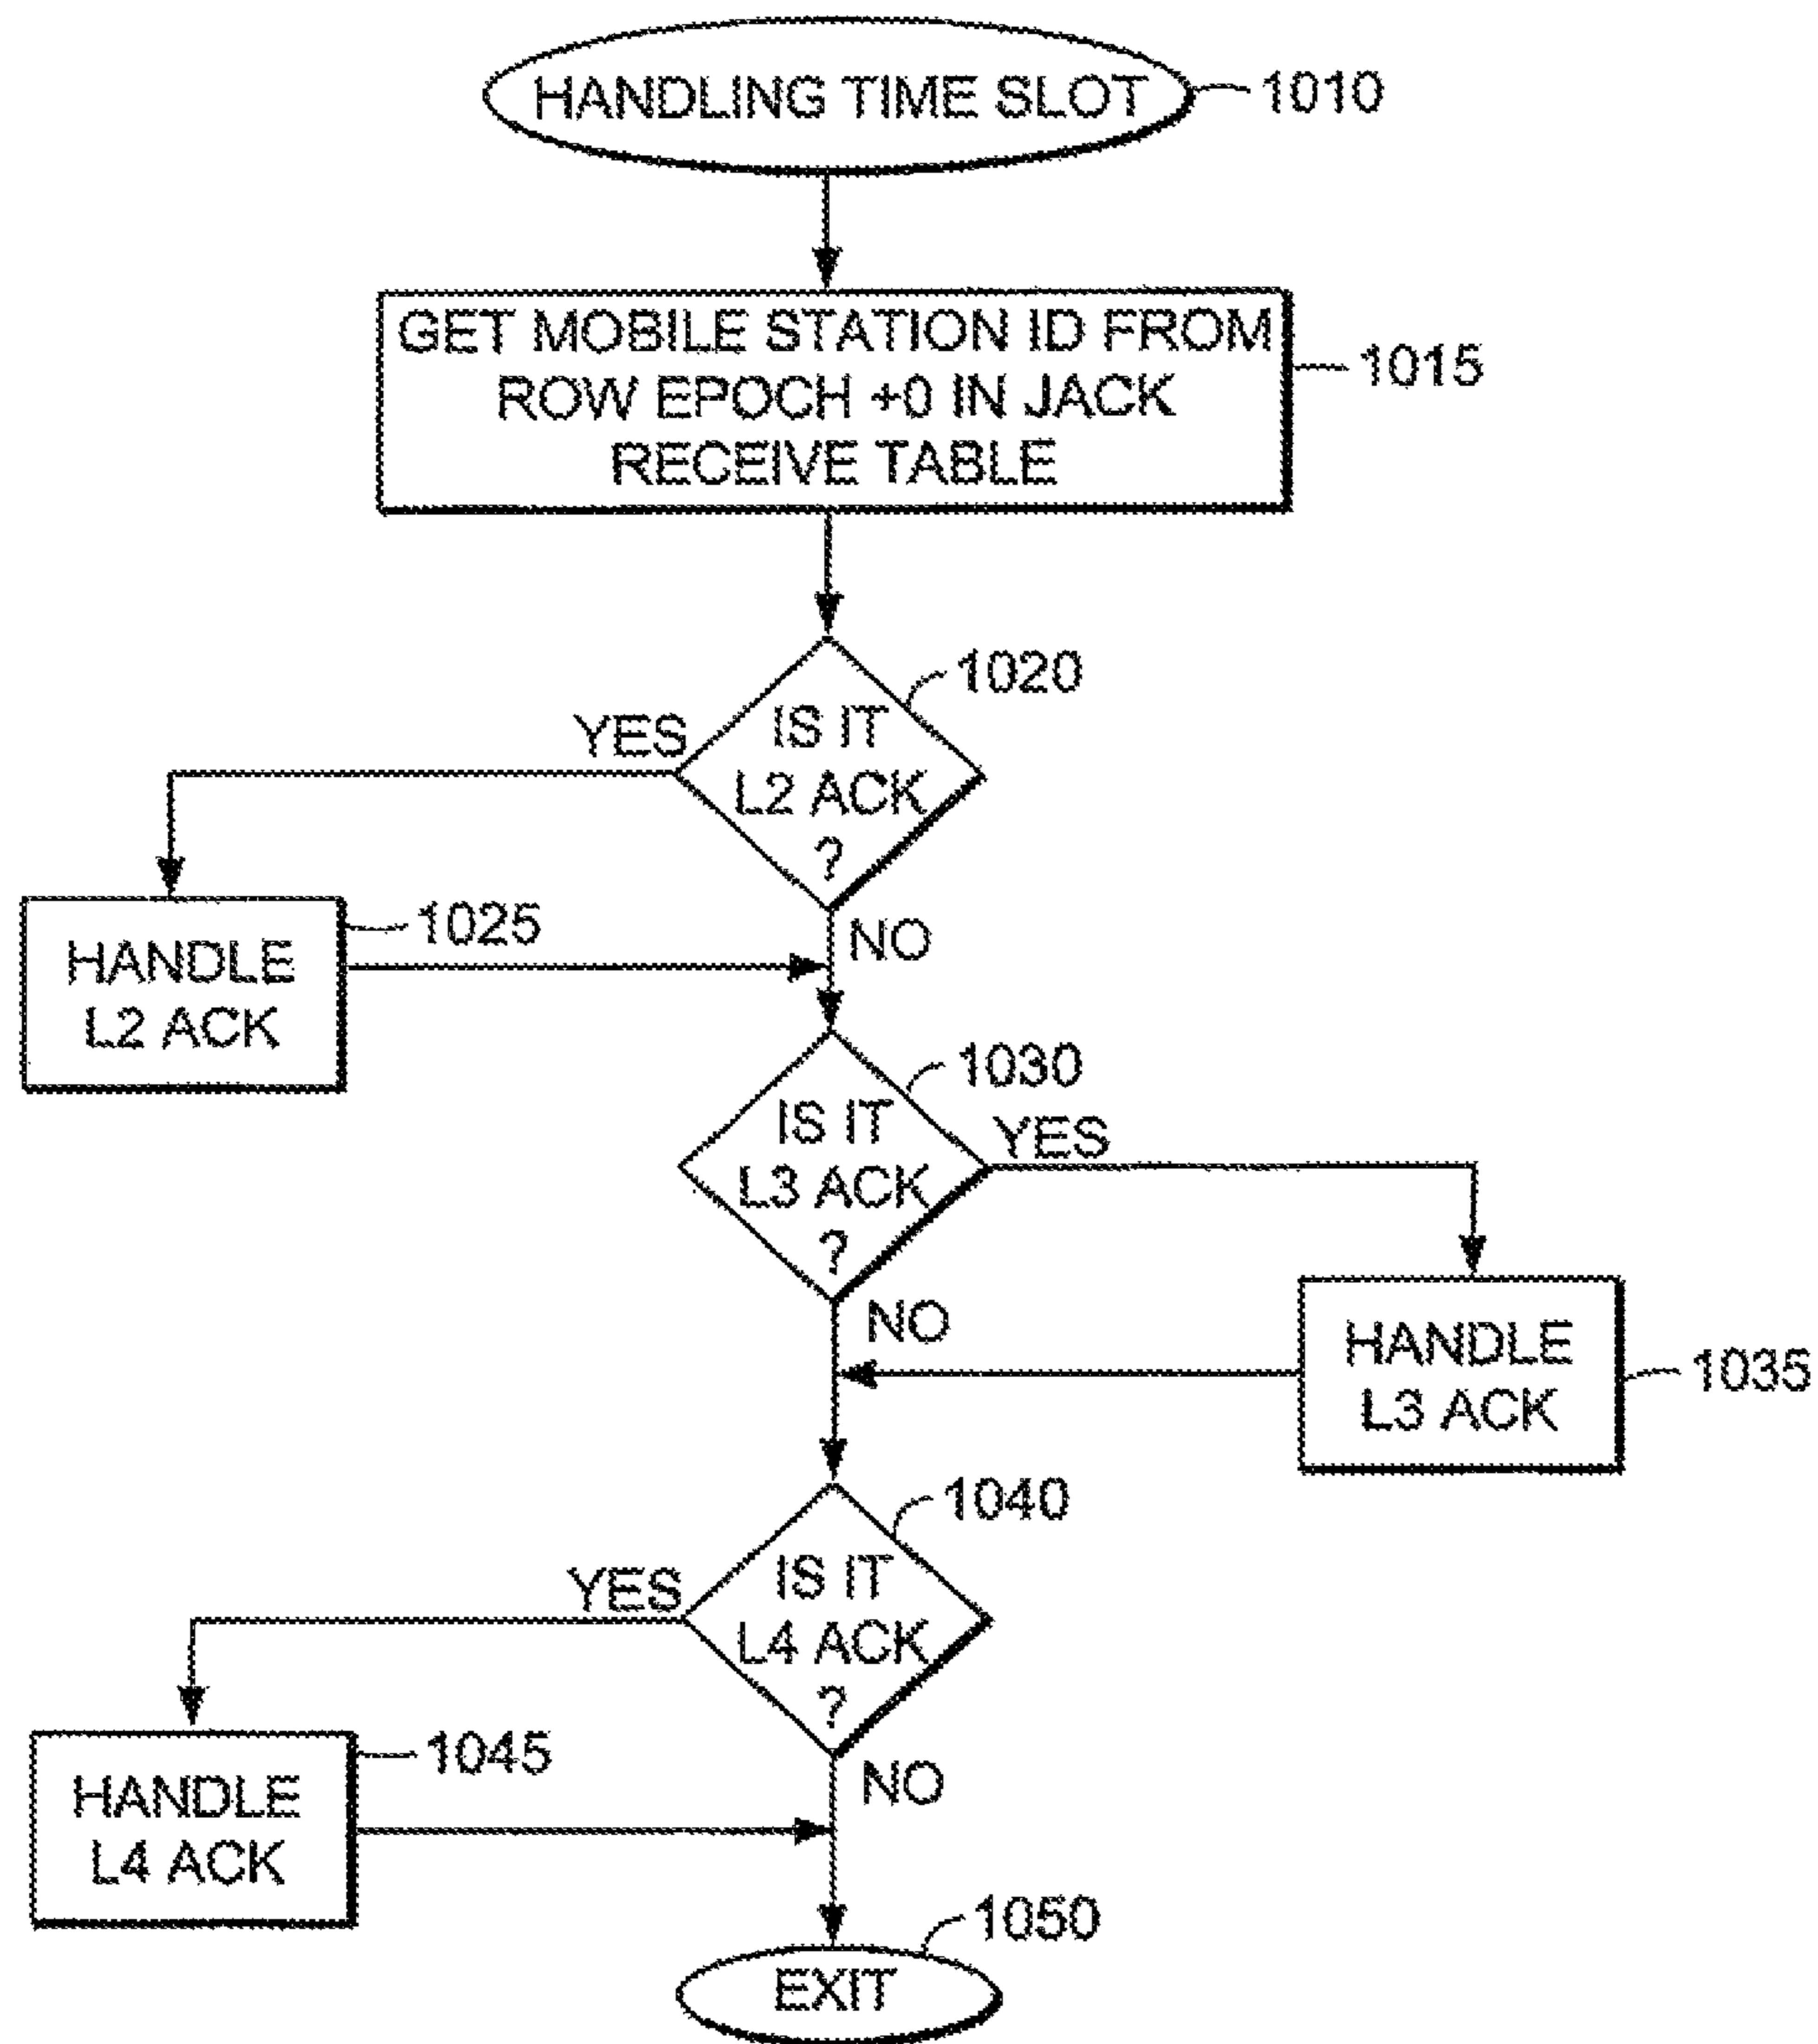 HANDLING TIME SLOT
1010
GET MOBILE STATION ID FROM
ROW EPOCH +0 IN JACK
RECEIVE TABLE
1015
1020
IS IT
L2 ACK
?
YES
NO
1025
HANDLE
L2 ACK
1030
IS IT
L3 ACK
?
YES
NO
HANDLE
L3 ACK
1035
1040
IS IT
L4 ACK
?
YES
NO
1045
HANDLE
L4 ACK
1050
EXIT